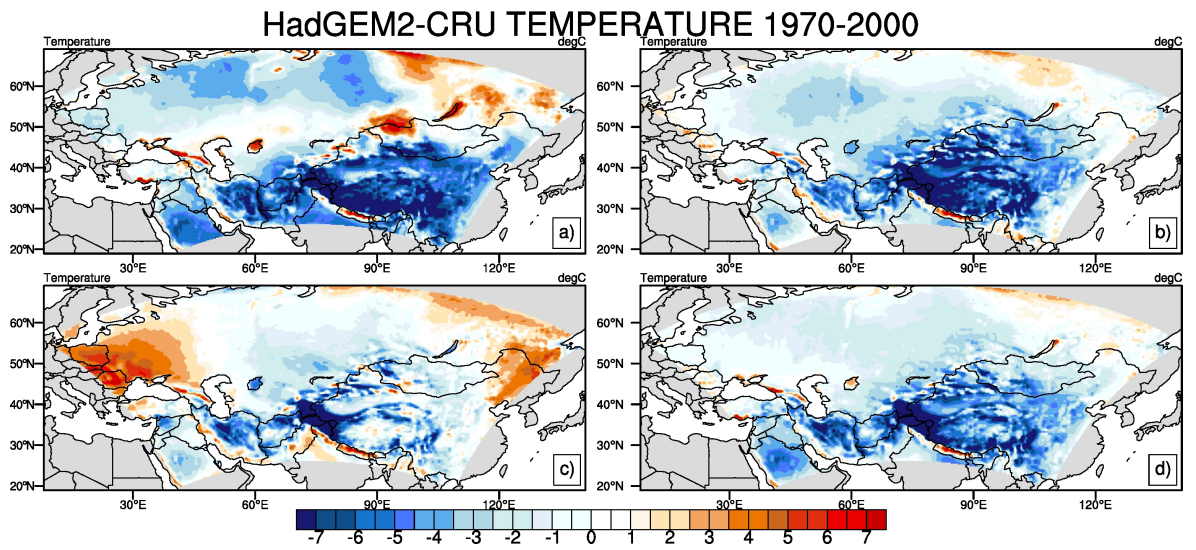 HadGEM2-CRU TEMPERATURE 1970-2000
Temperature degC Temperature degC
60°N 60°N
50°N 50°N
40°N 40°N
30°N 30°N
20°N a) 20°N b)
30°E 60°E 90°E 120°E 30°E 60°E 90°E 120°E
Temperature degC Temperature degC
60°N 60°N
50°N 50°N
40°N 40°N
30°N 30°N
20°N c) 20°N d)
30°E 60°E 90°E 120°E 30°E 60°E 90°E 120°E
-7 -6 -5 -4 -3 -2 -1 0 1 2 3 4 5 6 7